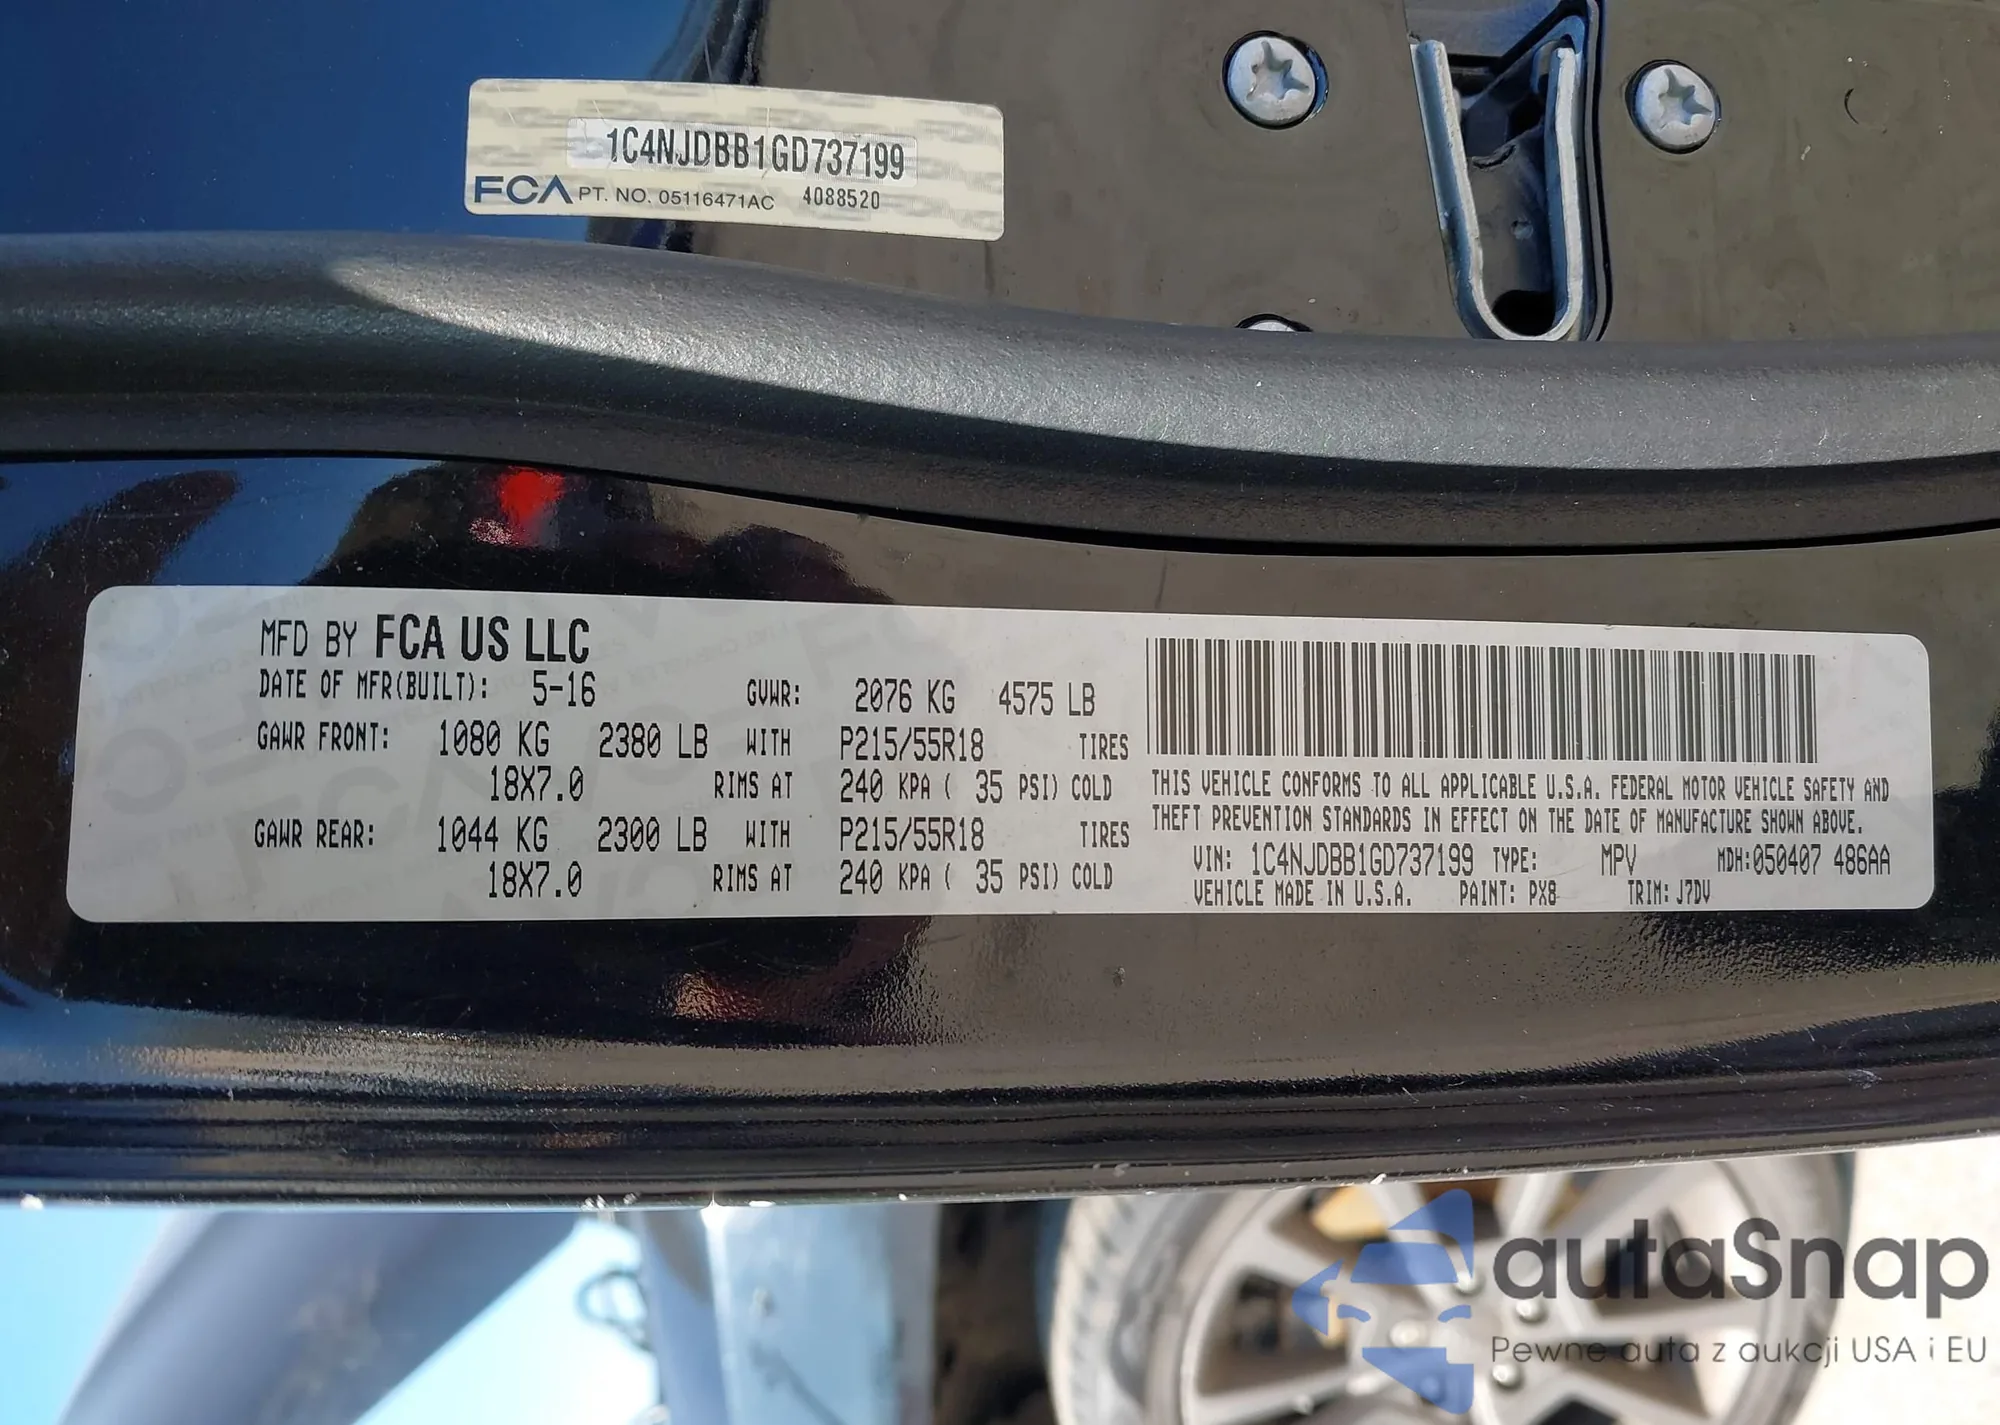 1C4NJDBB1GD737199
FCA PT. NO. 05116471AC 4088520
MFD BY FCA US LLC
DATE OF MFR(BUILT): 5-16 GVWR: 2076 KG 4575 LB
GAWR FRONT: 1080 KG 2380 LB WITH P215/55R18 TIRES
18X7.0 RIMS AT 240 KPA ( 35 PSI) COLD
GAWR REAR: 1044 KG 2300 LB WITH P215/55R18 TIRES
18X7.0 RIMS AT 240 KPA ( 35 PSI) COLD
THIS VEHICLE CONFORMS TO ALL APPLICABLE U.S.A. FEDERAL MOTOR VEHICLE SAFETY AND
THEFT PREVENTION STANDARDS IN EFFECT ON THE DATE OF MANUFACTURE SHOWN ABOVE.
VIN: 1C4NJDBB1GD737199 TYPE: MPV MDH:050407 486AA
VEHICLE MADE IN U.S.A. PAINT: PX8 TRIM: J7DV
autaSnap
Pewne auta z aukcji USA i EU